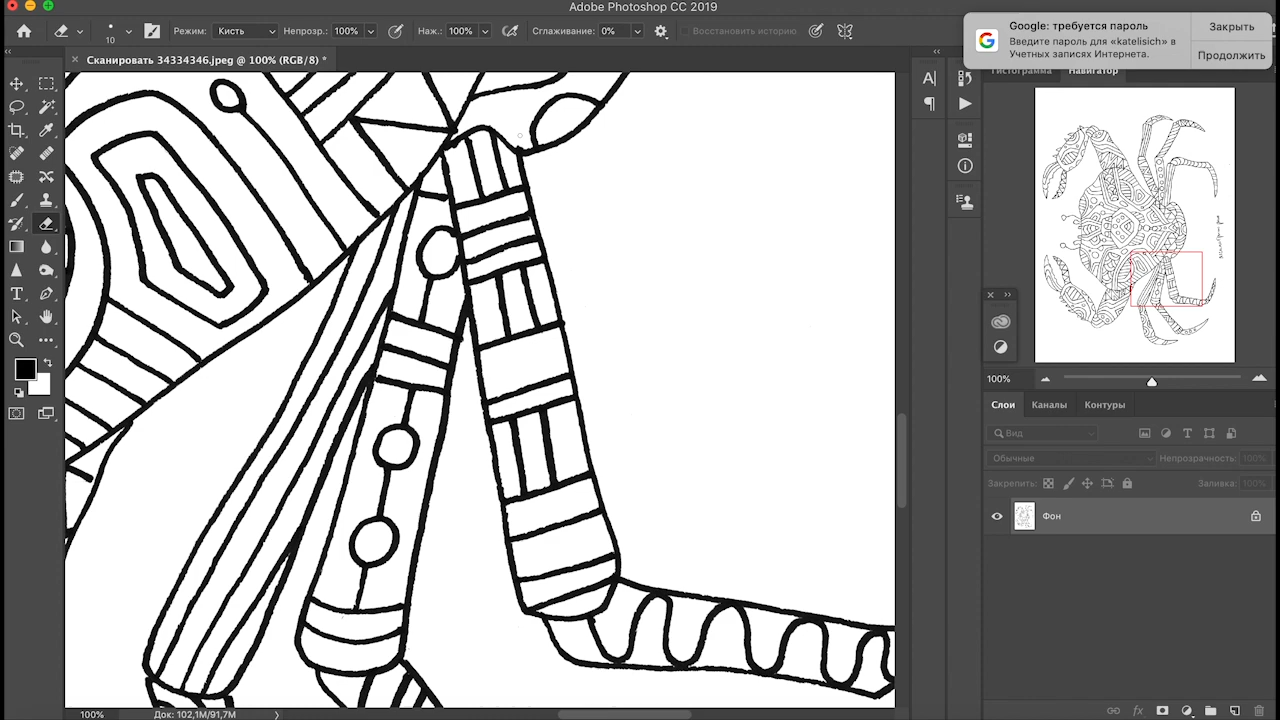 Adobe Photoshop CC 2019
Google: требуется пароль
Введите пароль для «katelisich» в
Учетных записях Интернета.
Закрыть
Продолжить
10
Режим: Кисть
Непрозр.: 100%
Наж.: 100%
Сглаживание: 0%
Восстановить историю
Сканировать 34334346.jpeg @ 100% (RGB/8) *
Гистограмма
Навигатор
100%
Слои
Каналы
Контуры
Вид
Обычные
Непрозрачность: 100%
Закрепить:
Заливка: 100%
Фон
100%
Док: 102,1M/91,7M